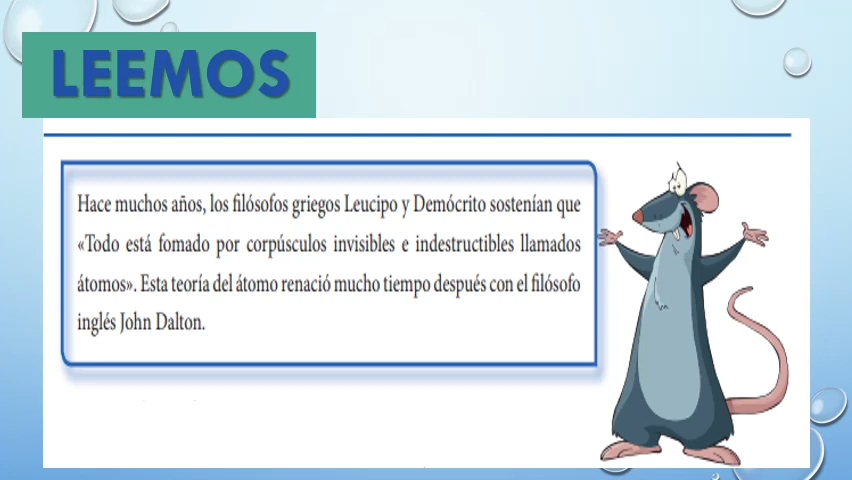 LEEMOS
Hace muchos años, los filósofos griegos Leucipo y Demócrito sostenían que
«Todo está fomado por corpúsculos invisibles e indestructibles llamados
átomos». Esta teoría del átomo renació mucho tiempo después con el filósofo
inglés John Dalton.